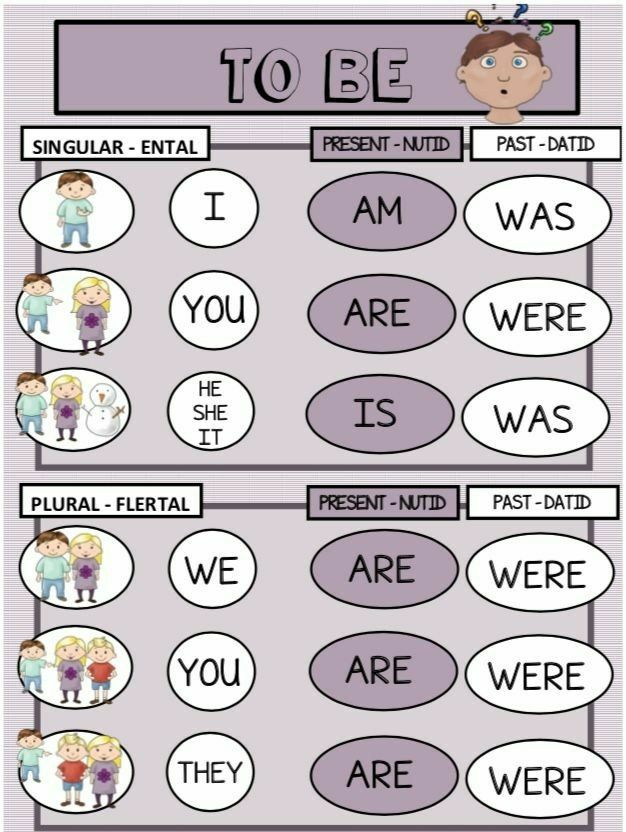 TO BE
SINGULAR - ENTAL
PRESENT - NUTID
PAST - DATID
I
AM
WAS
YOU
ARE
WERE
HE
SHE
IT
IS
WAS
PLURAL - FLERTAL
PRESENT - NUTID
PAST - DATID
WE
ARE
WERE
YOU
ARE
WERE
THEY
ARE
WERE